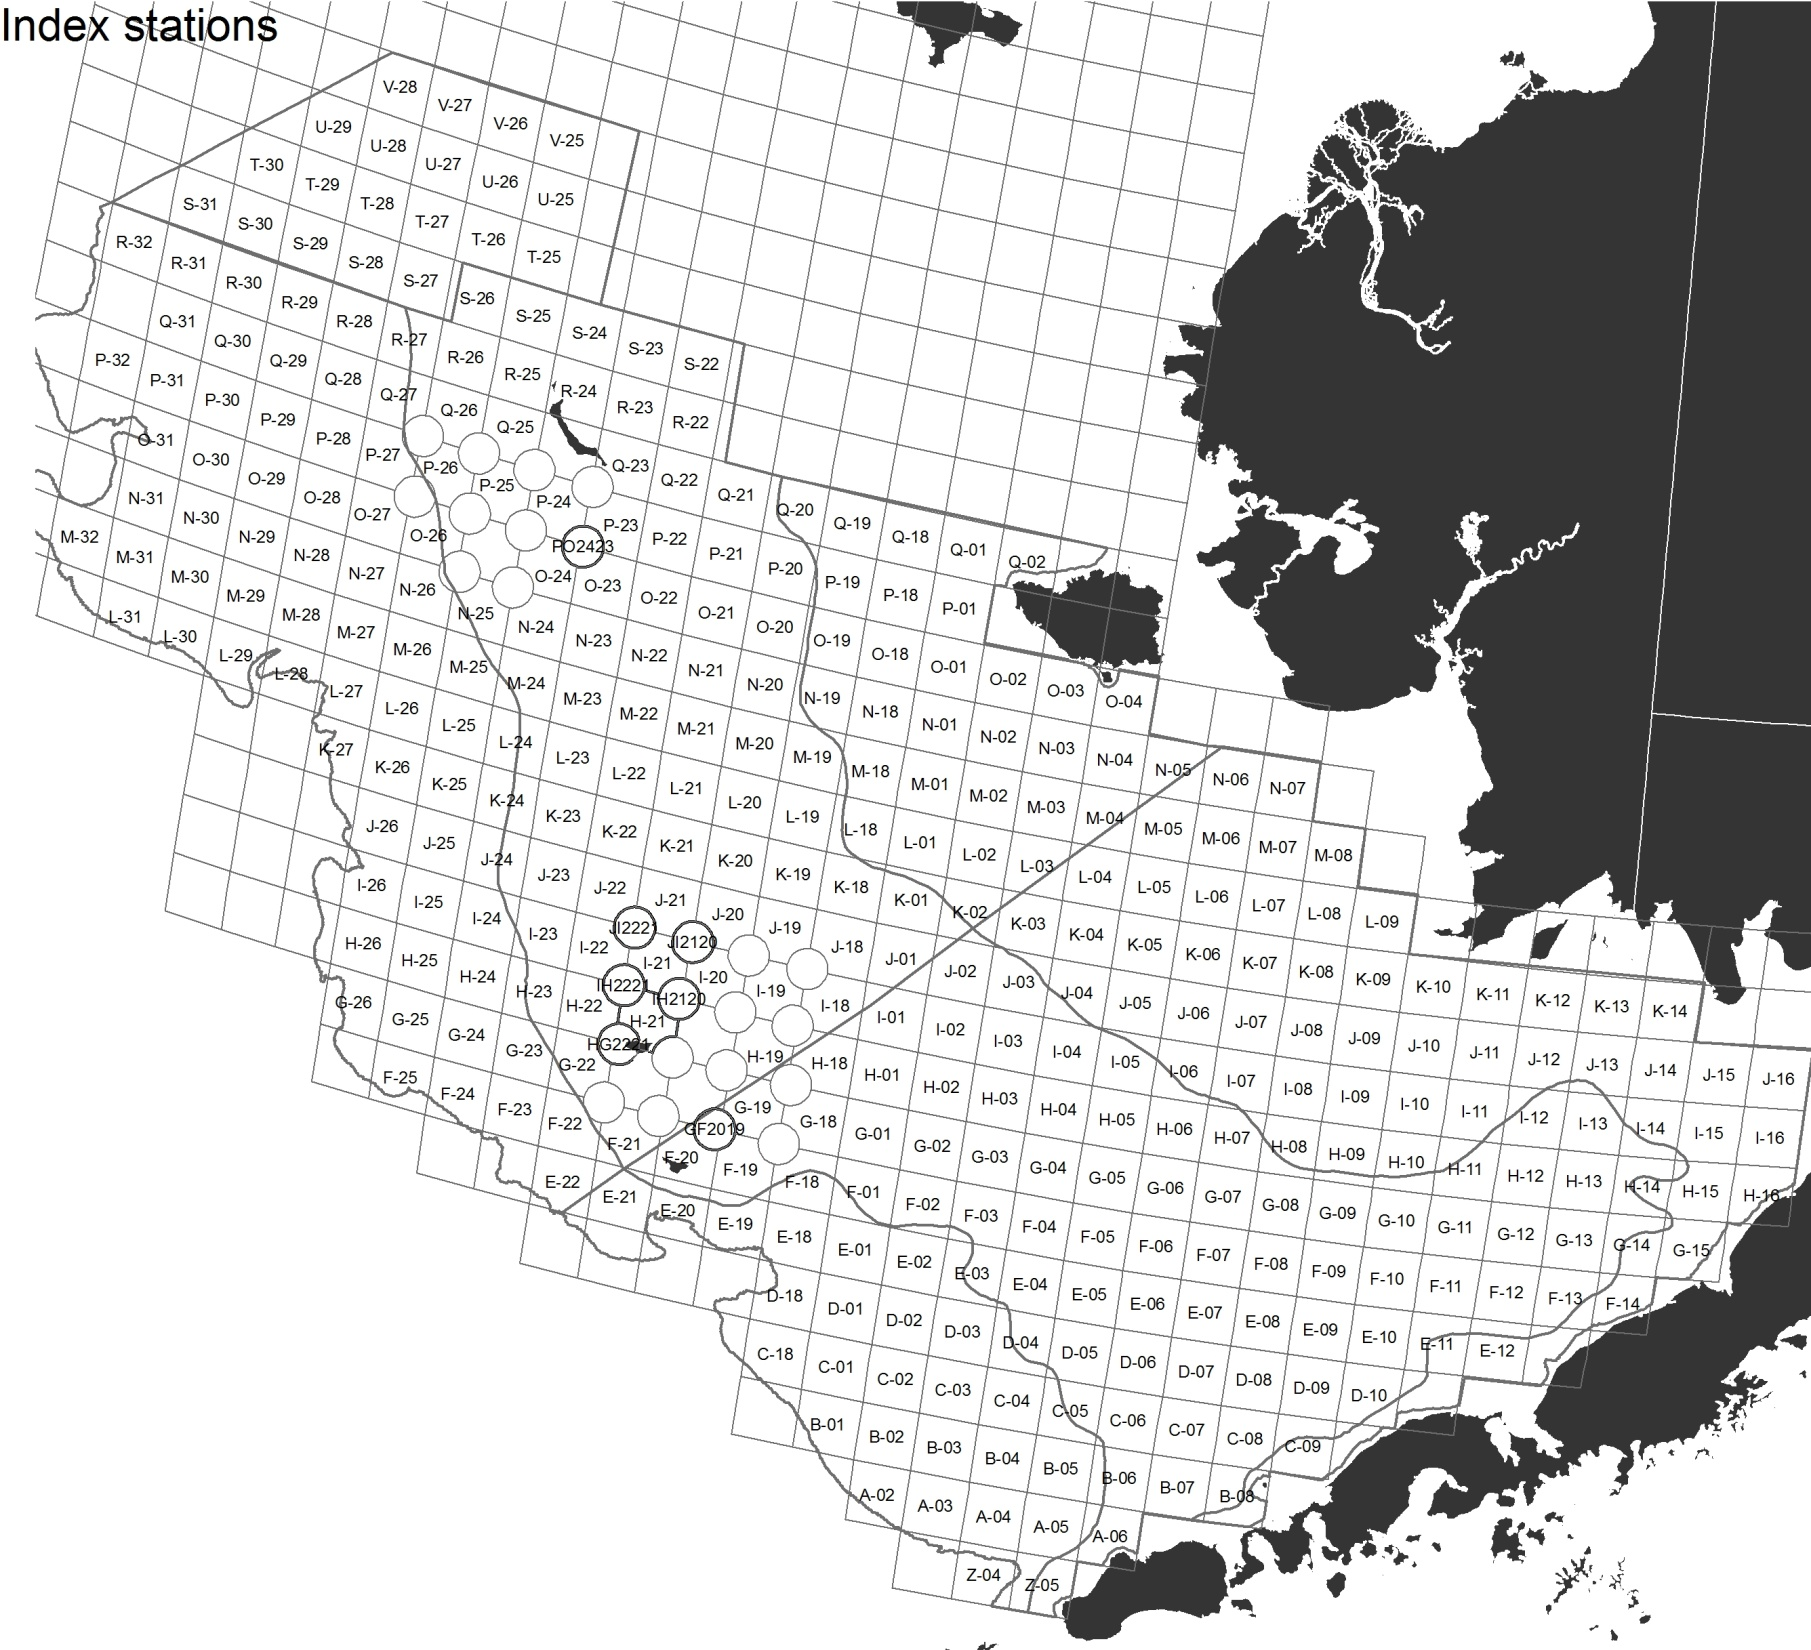 Index stations
V-28
V-27
V-26
V-25
U-29
U-28
U-27
U-26
U-25
T-30
T-29
T-28
T-27
T-26
T-25
S-31
S-30
S-29
S-28
S-27
S-26
S-25
S-24
S-23
S-22
R-32
R-31
R-30
R-29
R-28
R-27
R-26
R-25
R-24
R-23
R-22
Q-31
Q-30
Q-29
Q-28
Q-27
Q-26
Q-25
Q-23
Q-22
Q-21
Q-20
Q-19
Q-18
Q-01
Q-02
P-32
P-31
P-30
P-29
P-28
P-27
P-26
P-25
P-24
P-23
P-22
P-21
P-20
P-19
P-18
P-01
PO2423
O-31
O-30
O-29
O-28
O-27
O-26
O-24
O-23
O-22
O-21
O-20
O-19
O-18
O-01
O-02
O-03
O-04
N-31
N-30
N-29
N-28
N-27
N-26
N-25
N-24
N-23
N-22
N-21
N-20
N-19
N-18
N-01
N-02
N-03
N-04
N-05
N-06
N-07
M-32
M-31
M-30
M-29
M-28
M-27
M-26
M-25
M-24
M-23
M-22
M-21
M-20
M-19
M-18
M-01
M-02
M-03
M-04
M-05
M-06
M-07
M-08
L-31
L-30
L-29
L-28
L-27
L-26
L-25
L-24
L-23
L-22
L-21
L-20
L-19
L-18
L-01
L-02
L-03
L-04
L-05
L-06
L-07
L-08
L-09
K-27
K-26
K-25
K-24
K-23
K-22
K-21
K-20
K-19
K-18
K-01
K-02
K-03
K-04
K-05
K-06
K-07
K-08
K-09
K-10
K-11
K-12
K-13
K-14
J-26
J-25
J-24
J-23
J-22
J-21
J-20
J-19
J-18
J-01
J-02
J-03
J-04
J-05
J-06
J-07
J-08
J-09
J-10
J-11
J-12
J-13
J-14
J-15
J-16
JI2221
JI2120
I-26
I-25
I-24
I-23
I-22
I-21
I-20
I-19
I-18
I-01
I-02
I-03
I-04
I-05
I-06
I-07
I-08
I-09
I-10
I-11
I-12
I-13
I-14
I-15
I-16
IH2221
IH2120
H-26
H-25
H-24
H-23
H-22
H-21
H-19
H-18
H-01
H-02
H-03
H-04
H-05
H-06
H-07
H-08
H-09
H-10
H-11
H-12
H-13
H-14
H-15
H-16
HG2221
G-26
G-25
G-24
G-23
G-22
G-19
G-18
G-01
G-02
G-03
G-04
G-05
G-06
G-07
G-08
G-09
G-10
G-11
G-12
G-13
G-14
G-15
GF2019
F-25
F-24
F-23
F-22
F-21
F-20
F-19
F-18
F-01
F-02
F-03
F-04
F-05
F-06
F-07
F-08
F-09
F-10
F-11
F-12
F-13
F-14
E-22
E-21
E-20
E-19
E-18
E-01
E-02
E-03
E-04
E-05
E-06
E-07
E-08
E-09
E-10
E-11
E-12
D-18
D-01
D-02
D-03
D-04
D-05
D-06
D-07
D-08
D-09
D-10
C-18
C-01
C-02
C-03
C-04
C-05
C-06
C-07
C-08
C-09
B-01
B-02
B-03
B-04
B-05
B-06
B-07
B-08
A-02
A-03
A-04
A-05
A-06
Z-04
Z-05